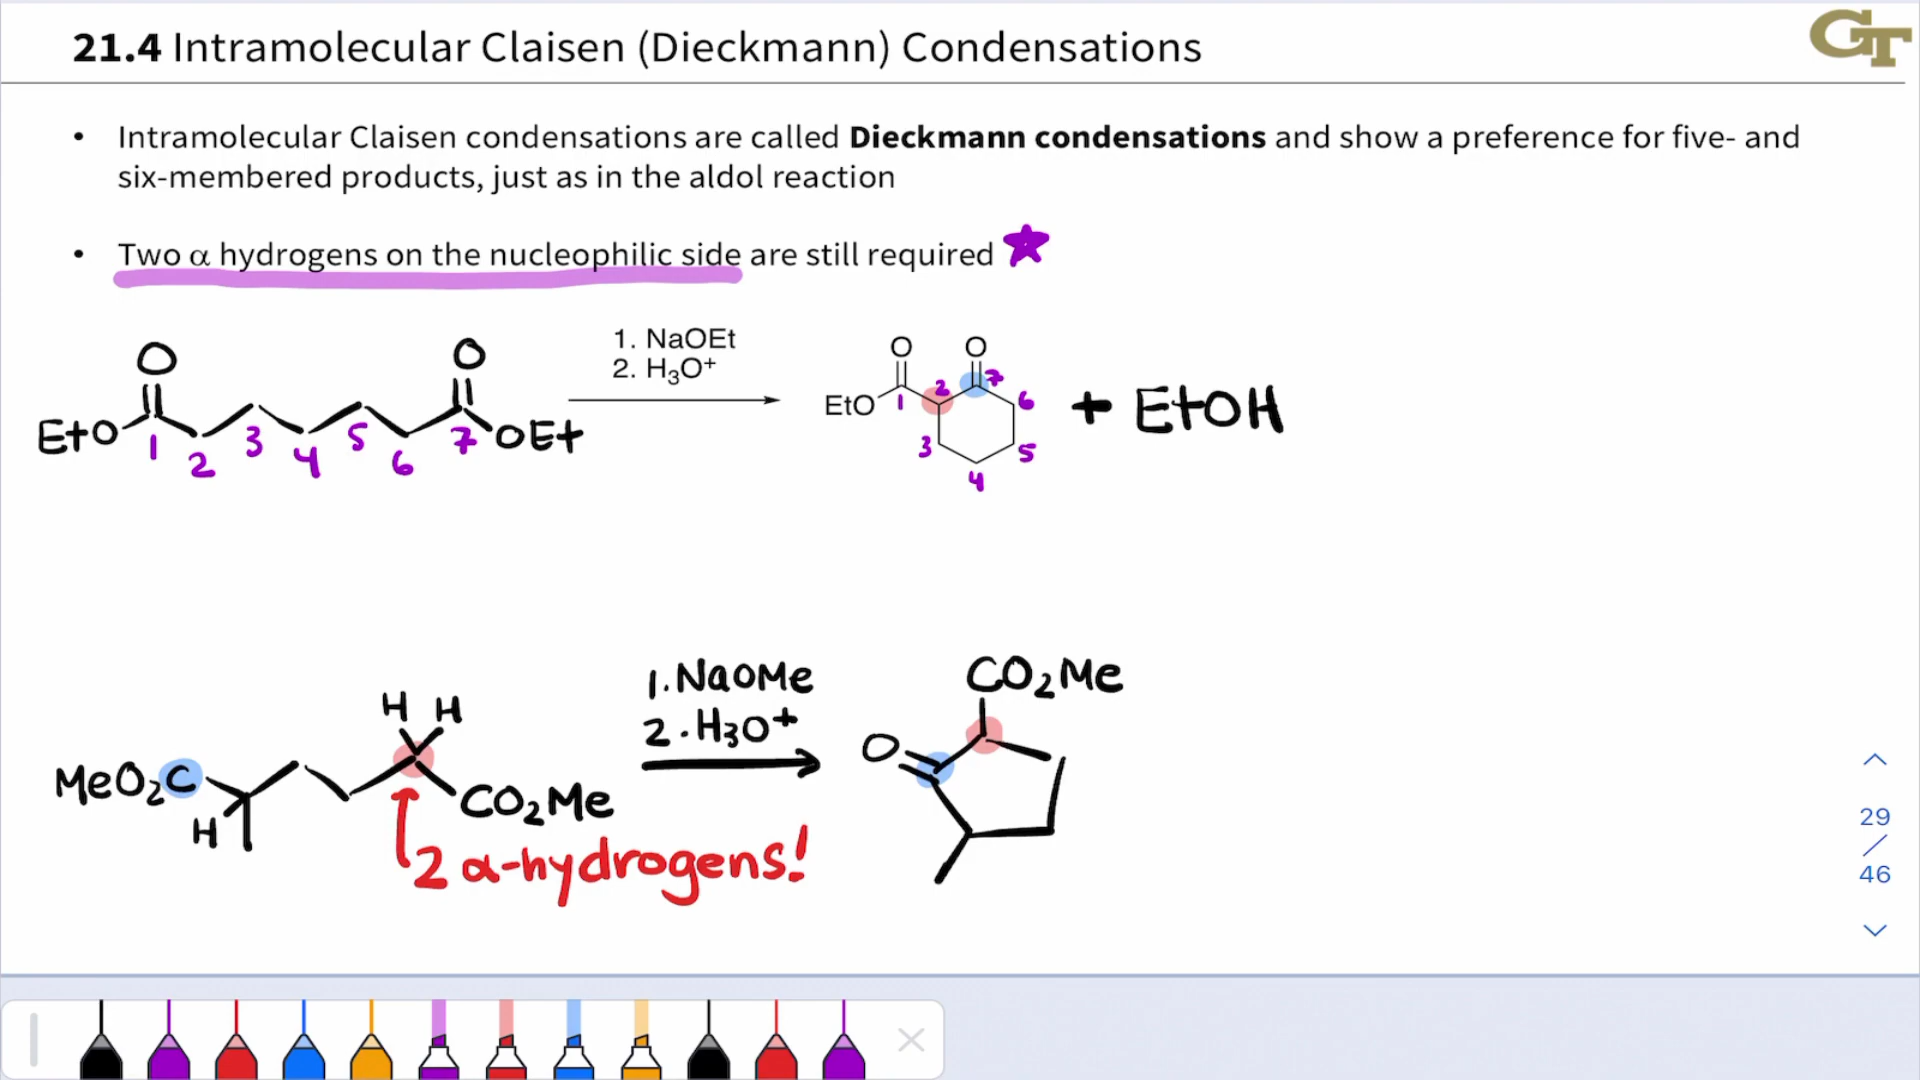 21.4 Intramolecular Claisen (Dieckmann) Condensations
GT
• Intramolecular Claisen condensations are called Dieckmann condensations and show a preference for five- and
six-membered products, just as in the aldol reaction
• Two α hydrogens on the nucleophilic side are still required
O
O
EtO
OEt
1 2 3 4 5 6 7
1. NaOEt
2. H₃O⁺
O O
EtO
1 2 3 4 5 6 7
+ EtOH
H H
MeO₂C
H
CO₂Me
2 α-hydrogens!
1. NaOMe
2. H₃O⁺
CO₂Me
O
29
/
46